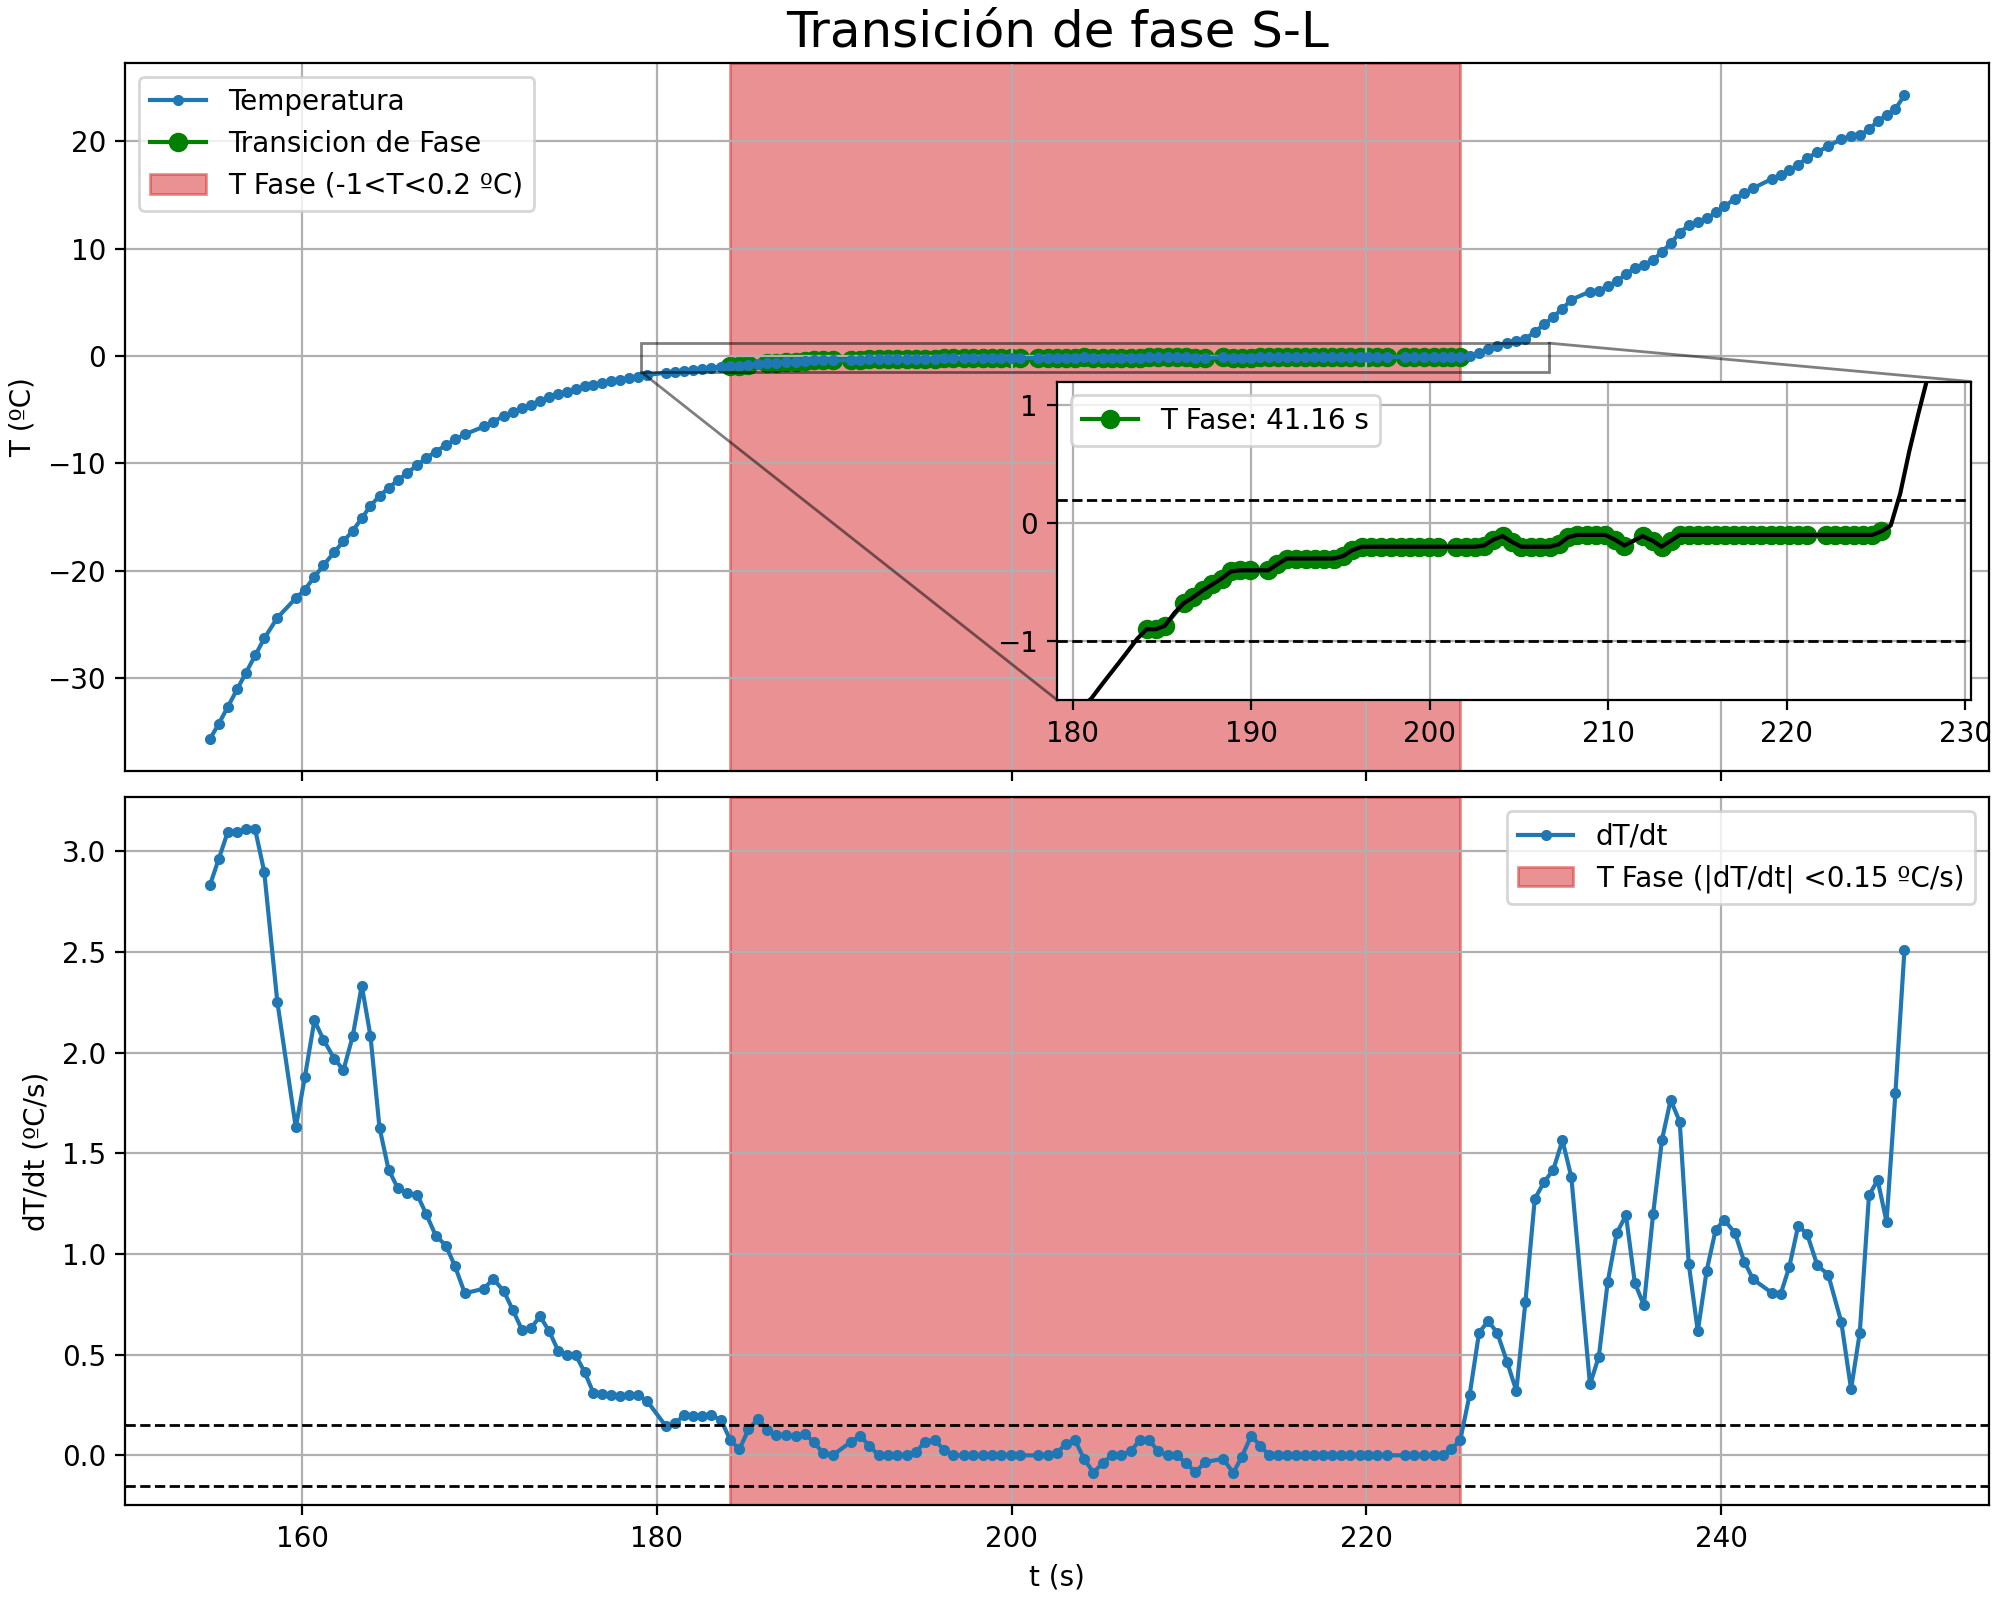 Transición de fase S-L
Temperatura
Transicion de Fase
T Fase (-1<T<0.2 ºC)
T (ºC)
20
10
0
−10
−20
−30
T Fase: 41.16 s
1
0
−1
180 190 200 210 220 230
dT/dt
T Fase (|dT/dt| <0.15 ºC/s)
dT/dt (ºC/s)
3.0
2.5
2.0
1.5
1.0
0.5
0.0
160 180 200 220 240
t (s)